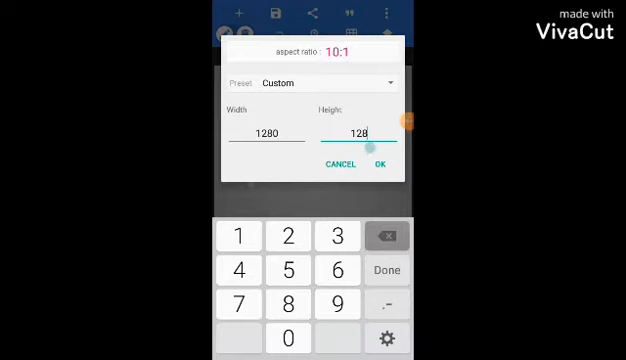 made with
VivaCut
aspect ratio : 10:1
Preset Custom
Width Height
1280 128
CANCEL OK
1 2 3
4 5 6 Done
7 8 9 .-
0